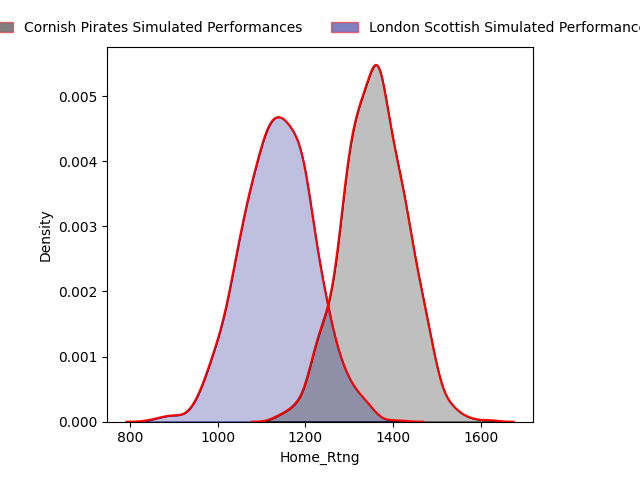 Cornish Pirates Simulated Performances
London Scottish Simulated Performanc
0.005
0.004
0.003
0.002
0.001
0.000
Density
800 1000 1200 1400 1600
Home_Rtng